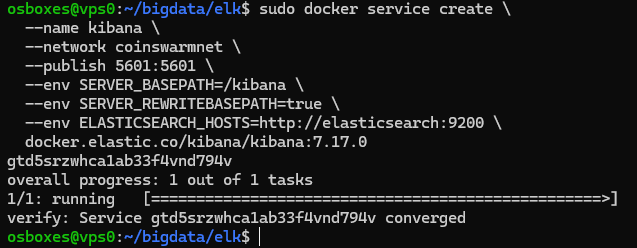 osboxes@vps0:~/bigdata/elk$ sudo docker service create \
--name kibana \
--network coinswarmnet \
--publish 5601:5601 \
--env SERVER_BASEPATH=/kibana \
--env SERVER_REWRITEBASEPATH=true \
--env ELASTICSEARCH_HOSTS=http://elasticsearch:9200 \
docker.elastic.co/kibana/kibana:7.17.0
gtd5srzwhca1ab33f4vnd794v
overall progress: 1 out of 1 tasks
1/1: running   [==================================================>]
verify: Service gtd5srzwhca1ab33f4vnd794v converged
osboxes@vps0:~/bigdata/elk$